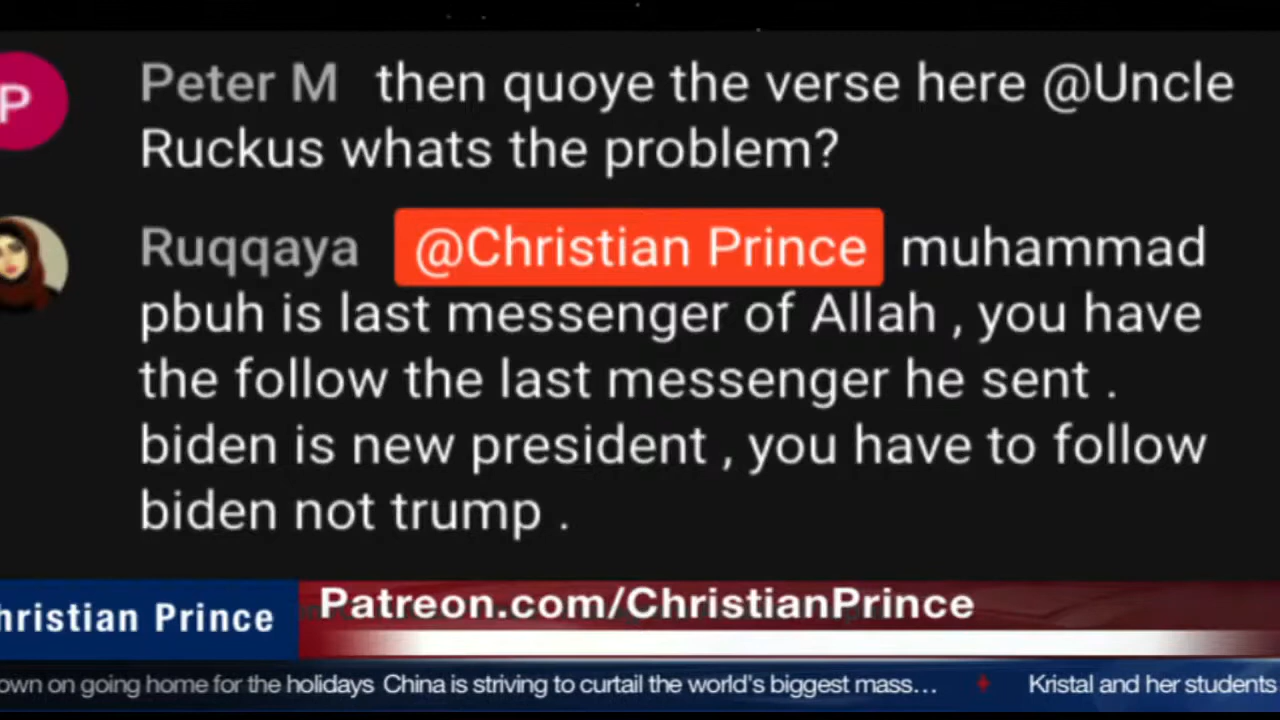 P
Peter M then quoye the verse here @Uncle
Ruckus whats the problem?
Ruqqaya @Christian Prince muhammad
pbuh is last messenger of Allah , you have
the follow the last messenger he sent .
biden is new president , you have to follow
biden not trump .
hristian Prince
Patreon.com/ChristianPrince
own on going home for the holidays China is striving to curtail the world's biggest mass… Kristal and her students